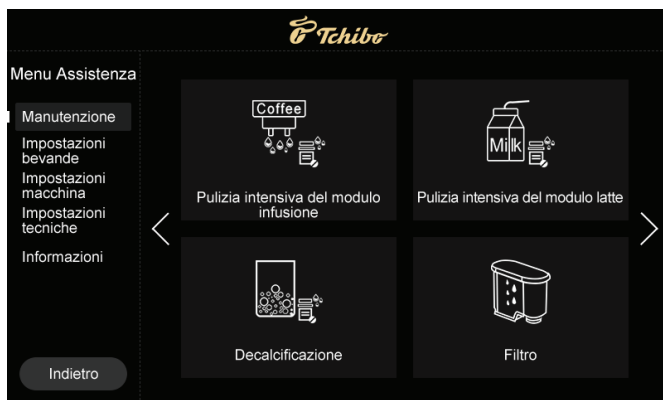 Tchibo
Menu Assistenza
Manutenzione
Impostazioni
bevande
Impostazioni
macchina
Impostazioni
tecniche
Informazioni
Indietro
Coffee
Pulizia intensiva del modulo
infusione
Milk
Pulizia intensiva del modulo latte
Decalcificazione
Filtro